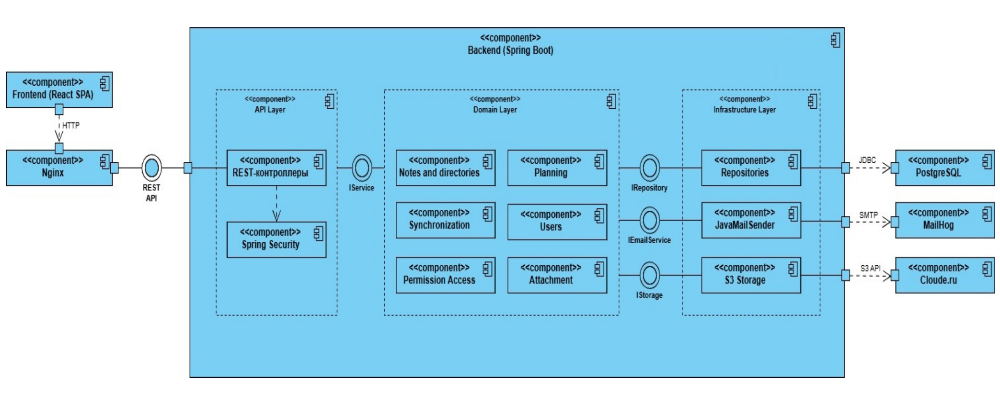 <<component>>
Backend (Spring Boot)
<<component>>
Frontend (React SPA)
HTTP
<<component>>
Nginx
REST
API
<<component>>
API Layer
<<component>>
REST-контроллеры
<<component>>
Spring Security
IService
<<component>>
Domain Layer
<<component>>
Notes and directories
<<component>>
Planning
<<component>>
Synchronization
<<component>>
Users
<<component>>
Permission Access
<<component>>
Attachment
IRepository
IEmailService
IStorage
<<component>>
Infrastructure Layer
<<component>>
Repositories
<<component>>
JavaMailSender
<<component>>
S3 Storage
JDBC
<<component>>
PostgreSQL
SMTP
<<component>>
MailHog
S3 API
<<component>>
Cloude.ru